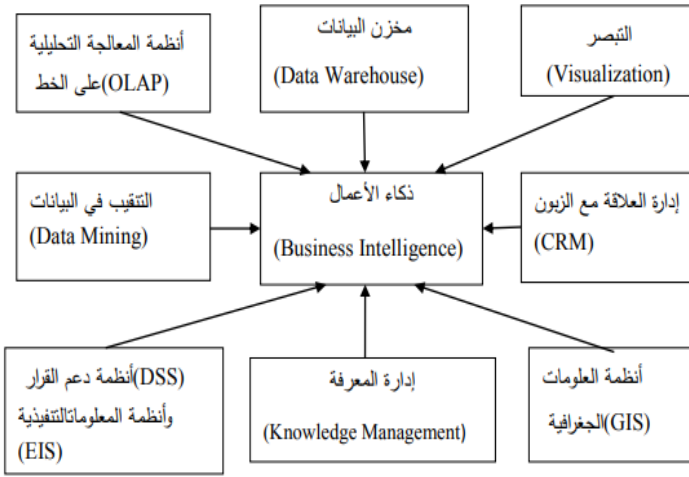 أنظمة المعالجة التحليلية
على الخط(OLAP)
مخزن البيانات
(Data Warehouse)
التبصر
(Visualization)
التنقيب في البيانات
(Data Mining)
ذكاء الأعمال
(Business Intelligence)
إدارة العلاقة مع الزبون
(CRM)
أنظمة دعم القرار(DSS)
وأنظمة المعلوماتالتنفيذية
(EIS)
إدارة المعرفة
(Knowledge Management)
أنظمة العلومات
الجغرافية(GIS)